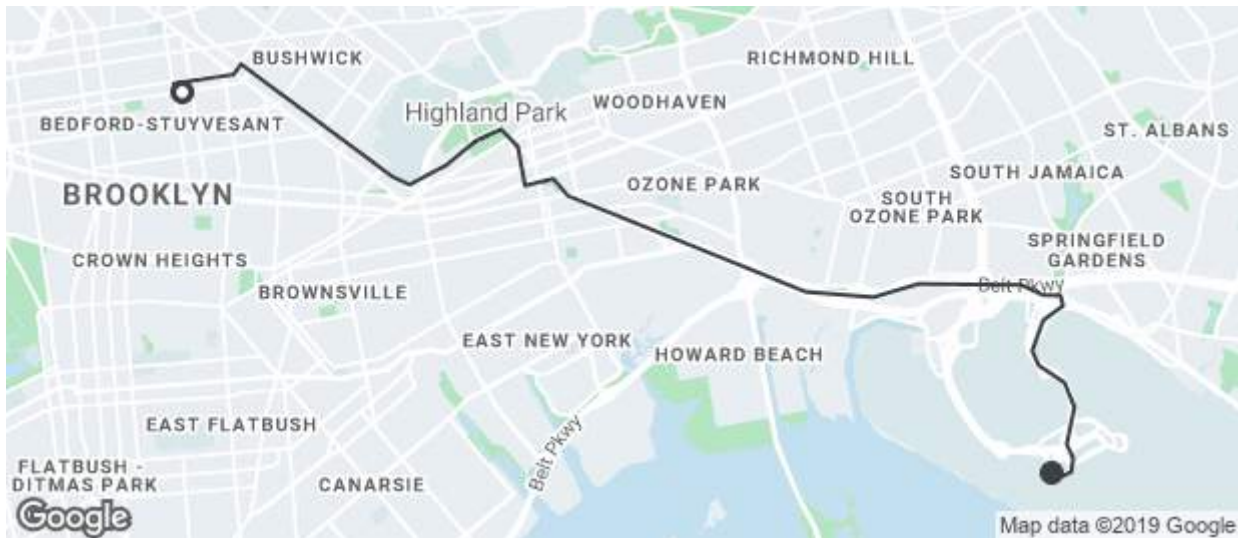 BUSHWICK
RICHMOND HILL
Highland Park
WOODHAVEN
BEDFORD-STUYVESANT
ST. ALBANS
BROOKLYN
OZONE PARK
SOUTH JAMAICA
SOUTH
OZONE PARK
CROWN HEIGHTS
SPRINGFIELD
GARDENS
BROWNSVILLE
Belt Pkwy
EAST NEW YORK
HOWARD BEACH
EAST FLATBUSH
Belt Pkwy
FLATBUSH -
DITMAS PARK
CANARSIE
Google
Map data ©2019 Google